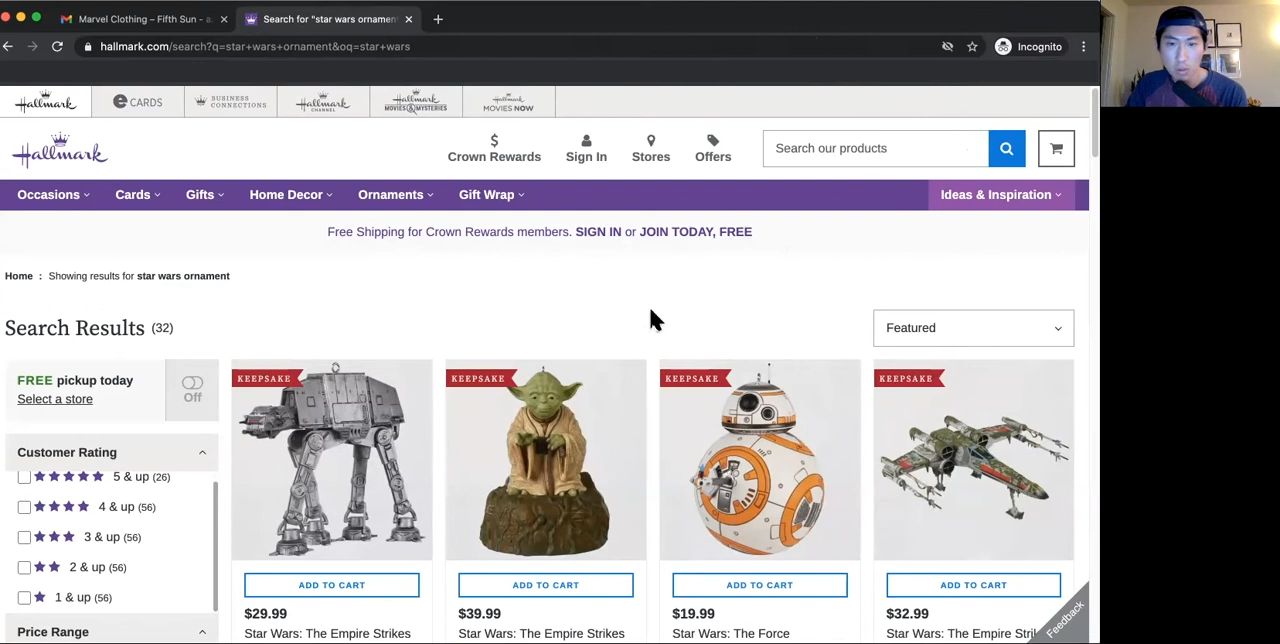 Marvel Clothing – Fifth Sun - a
Search for "star wars ornament
hallmark.com/search?q=star+wars+ornament&oq=star+wars
Incognito
Hallmark
e CARDS
BUSINESS CONNECTIONS
Hallmark CHANNEL
Hallmark MOVIES & MYSTERIES
Hallmark MOVIES NOW
Hallmark
$
Crown Rewards
Sign In
Stores
Offers
Search our products
Occasions
Cards
Gifts
Home Decor
Ornaments
Gift Wrap
Ideas & Inspiration
Free Shipping for Crown Rewards members. SIGN IN or JOIN TODAY, FREE
Home : Showing results for star wars ornament
Search Results (32)
Featured
FREE pickup today
Select a store
Off
Customer Rating
5 & up (26)
4 & up (56)
3 & up (56)
2 & up (56)
1 & up (56)
Price Range
KEEPSAKE
KEEPSAKE
KEEPSAKE
KEEPSAKE
ADD TO CART
ADD TO CART
ADD TO CART
ADD TO CART
$29.99
$39.99
$19.99
$32.99
Star Wars: The Empire Strikes
Star Wars: The Empire Strikes
Star Wars: The Force
Star Wars: The Empire Stri
Feedback